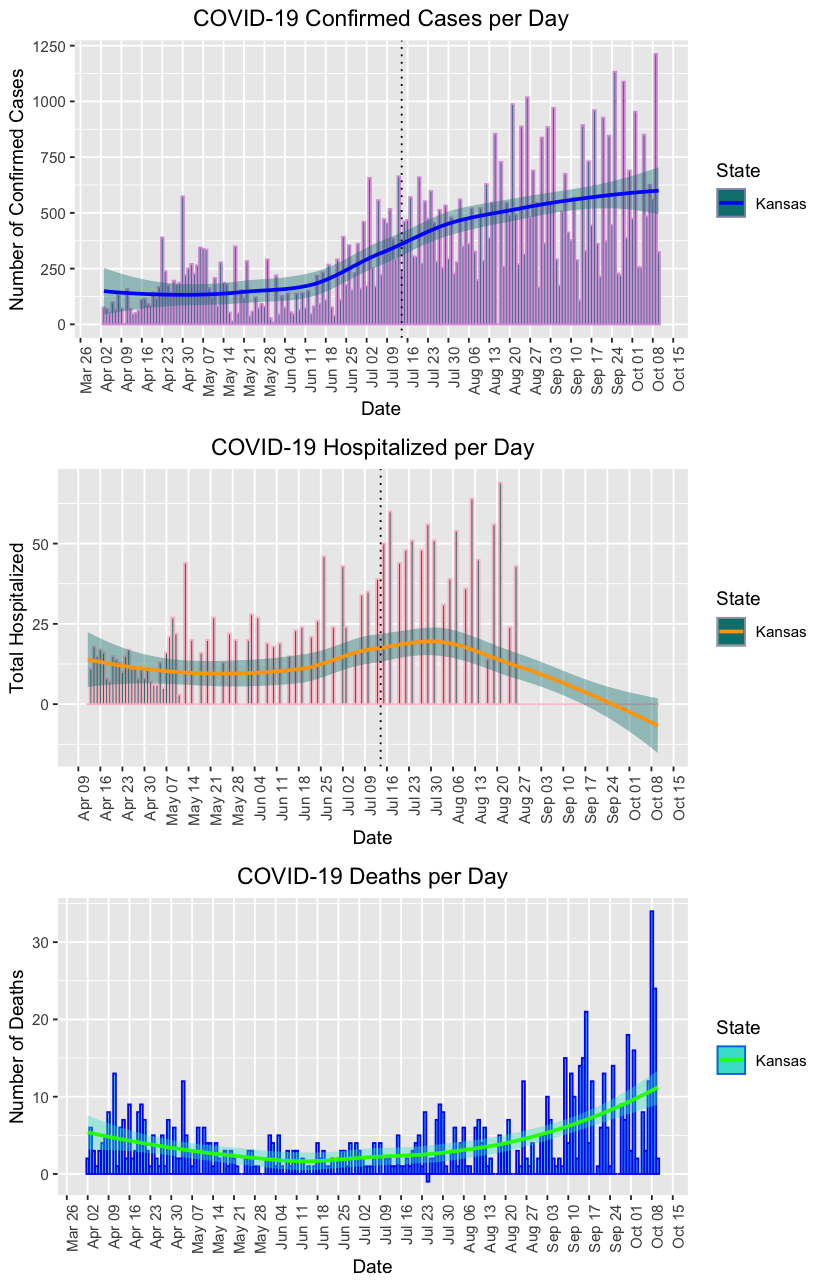 COVID-19 Confirmed Cases per Day
Number of Confirmed Cases
1250
1000
750
500
250
0
Mar 26 Apr 02 Apr 09 Apr 16 Apr 23 Apr 30 May 07 May 14 May 21 May 28 Jun 04 Jun 11 Jun 18 Jun 25 Jul 02 Jul 09 Jul 16 Jul 23 Jul 30 Aug 06 Aug 13 Aug 20 Aug 27 Sep 03 Sep 10 Sep 17 Sep 24 Oct 01 Oct 08 Oct 15
Date
State
Kansas
COVID-19 Hospitalized per Day
Total Hospitalized
50
25
0
Apr 09 Apr 16 Apr 23 Apr 30 May 07 May 14 May 21 May 28 Jun 04 Jun 11 Jun 18 Jun 25 Jul 02 Jul 09 Jul 16 Jul 23 Jul 30 Aug 06 Aug 13 Aug 20 Aug 27 Sep 03 Sep 10 Sep 17 Sep 24 Oct 01 Oct 08 Oct 15
Date
State
Kansas
COVID-19 Deaths per Day
Number of Deaths
30
20
10
0
Mar 26 Apr 02 Apr 09 Apr 16 Apr 23 Apr 30 May 07 May 14 May 21 May 28 Jun 04 Jun 11 Jun 18 Jun 25 Jul 02 Jul 09 Jul 16 Jul 23 Jul 30 Aug 06 Aug 13 Aug 20 Aug 27 Sep 03 Sep 10 Sep 17 Sep 24 Oct 01 Oct 08 Oct 15
Date
State
Kansas